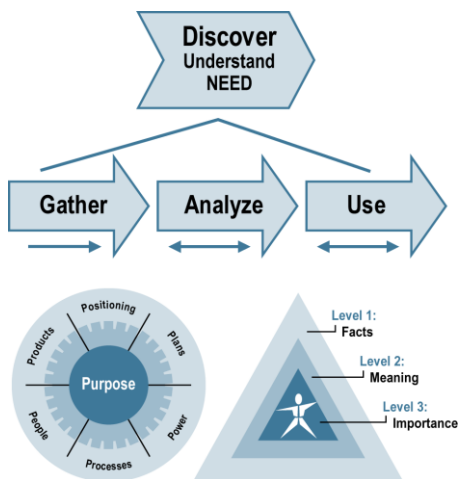 Discover
Understand
NEED
Gather
Analyze
Use
Positioning
Products
Plans
Purpose
People
Power
Processes
Level 1:
Facts
Level 2:
Meaning
Level 3:
Importance